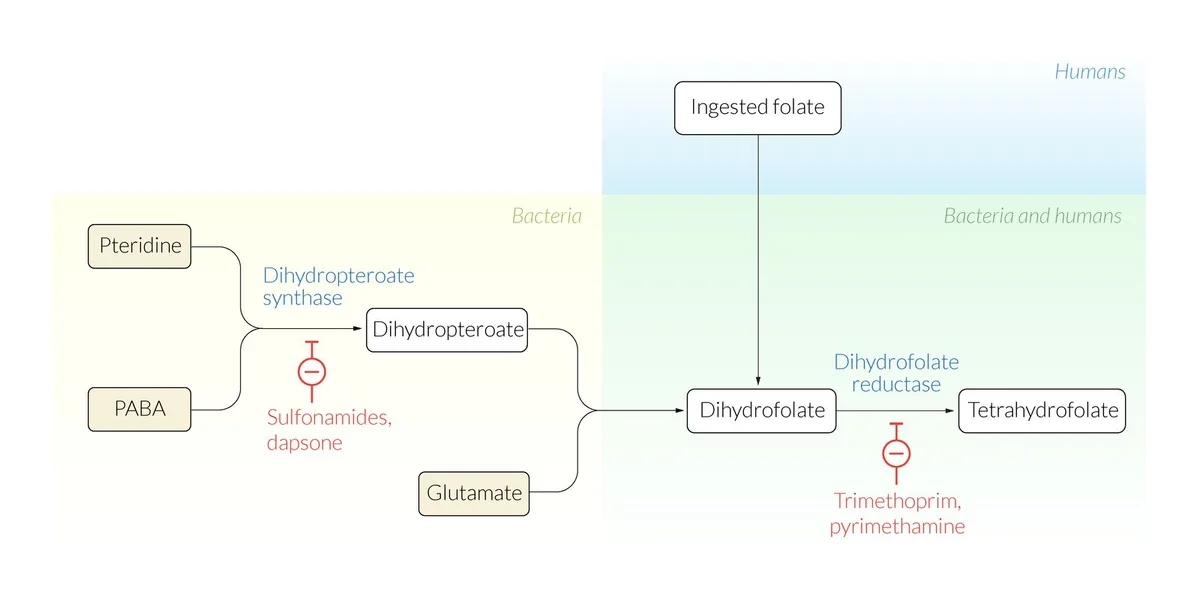 Humans
Ingested folate
Bacteria
Bacteria and humans
Pteridine
Dihydropteroate
synthase
Dihydropteroate
PABA
Sulfonamides,
dapsone
Glutamate
Dihydrofolate
reductase
Dihydrofolate
Tetrahydrofolate
Trimethoprim,
pyrimethamine